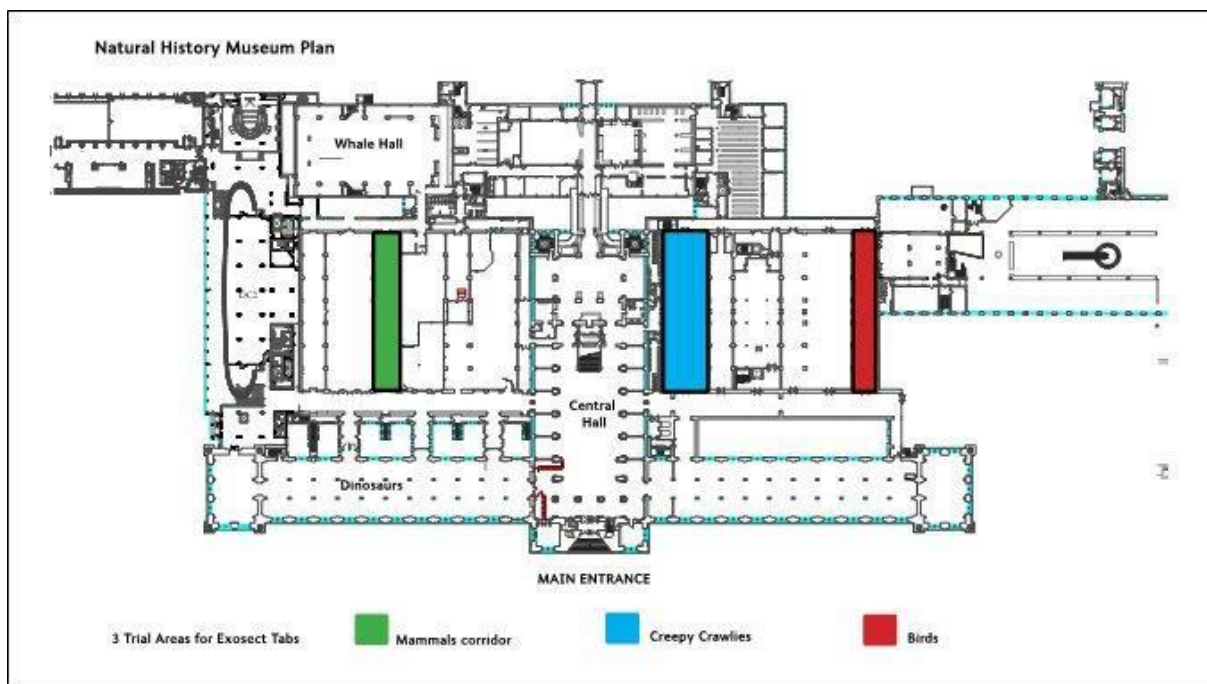 Natural History Museum Plan
Whale Hall
Central
Hall
Dinosaurs
MAIN ENTRANCE
3 Trial Areas for Exosect Tabs
Mammals corridor
Creepy Crawlies
Birds